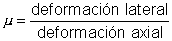 μ = deformación lateral
deformación axial